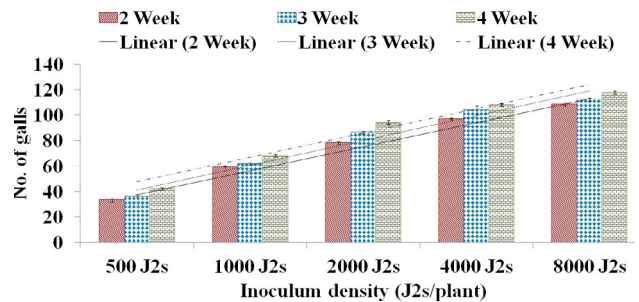 2 Week 3 Week 4 Week
Linear (2 Week) Linear (3 Week) Linear (4 Week)
No. of galls
140
120
100
80
60
40
20
0
500 J2s 1000 J2s 2000 J2s 4000 J2s 8000 J2s
Inoculum density (J2s/plant)